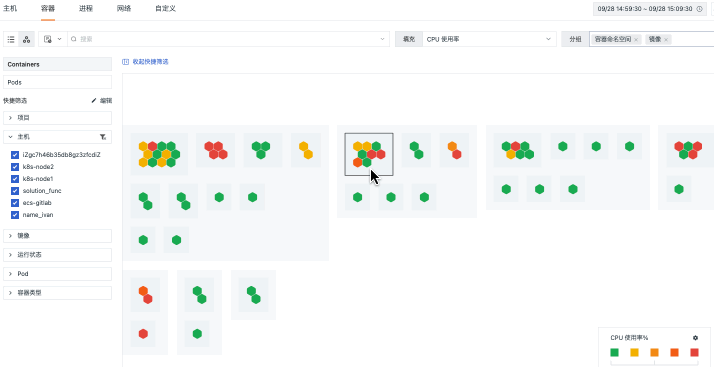 主机 容器 进程 网络 自定义 09/28 14:59:30 ~ 09/28 15:09:30
搜索 填充 CPU 使用率 分组 容器命名空间 × 镜像 ×
Containers
收起快捷筛选
Pods
快捷筛选 编辑
项目
主机
iZgc7h46b35db8gz3zfcdiZ
k8s-node2
k8s-node1
solution_func
ecs-gitlab
name_ivan
镜像
运行状态
Pod
容器类型
CPU 使用率%